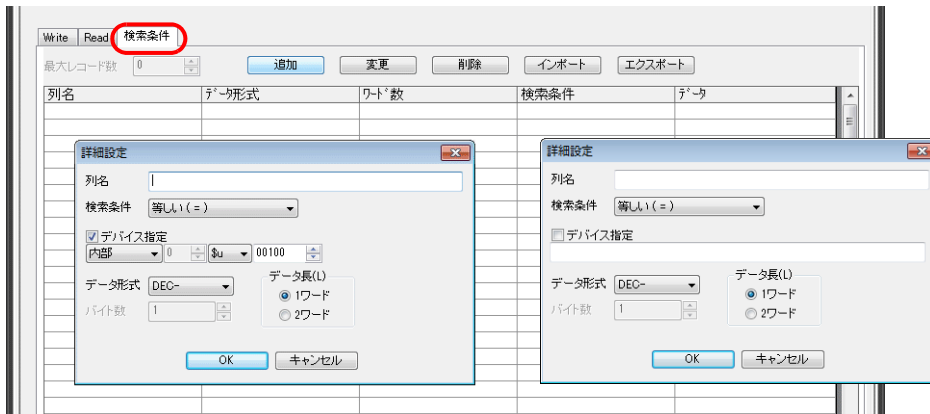 Write Read 検索条件
最大レコード数 0 追加 変更 削除 インポート エクスポート
列名 データ形式 ワード数 検索条件 データ
詳細設定
列名
検索条件 等しい(=)
デバイス指定
内部 0 $u 00100
データ形式 DEC-
バイト数 1
データ長(L)
1ワード
2ワード
OK キャンセル
詳細設定
列名
検索条件 等しい(=)
デバイス指定
データ形式 DEC-
バイト数 1
データ長(L)
1ワード
2ワード
OK キャンセル